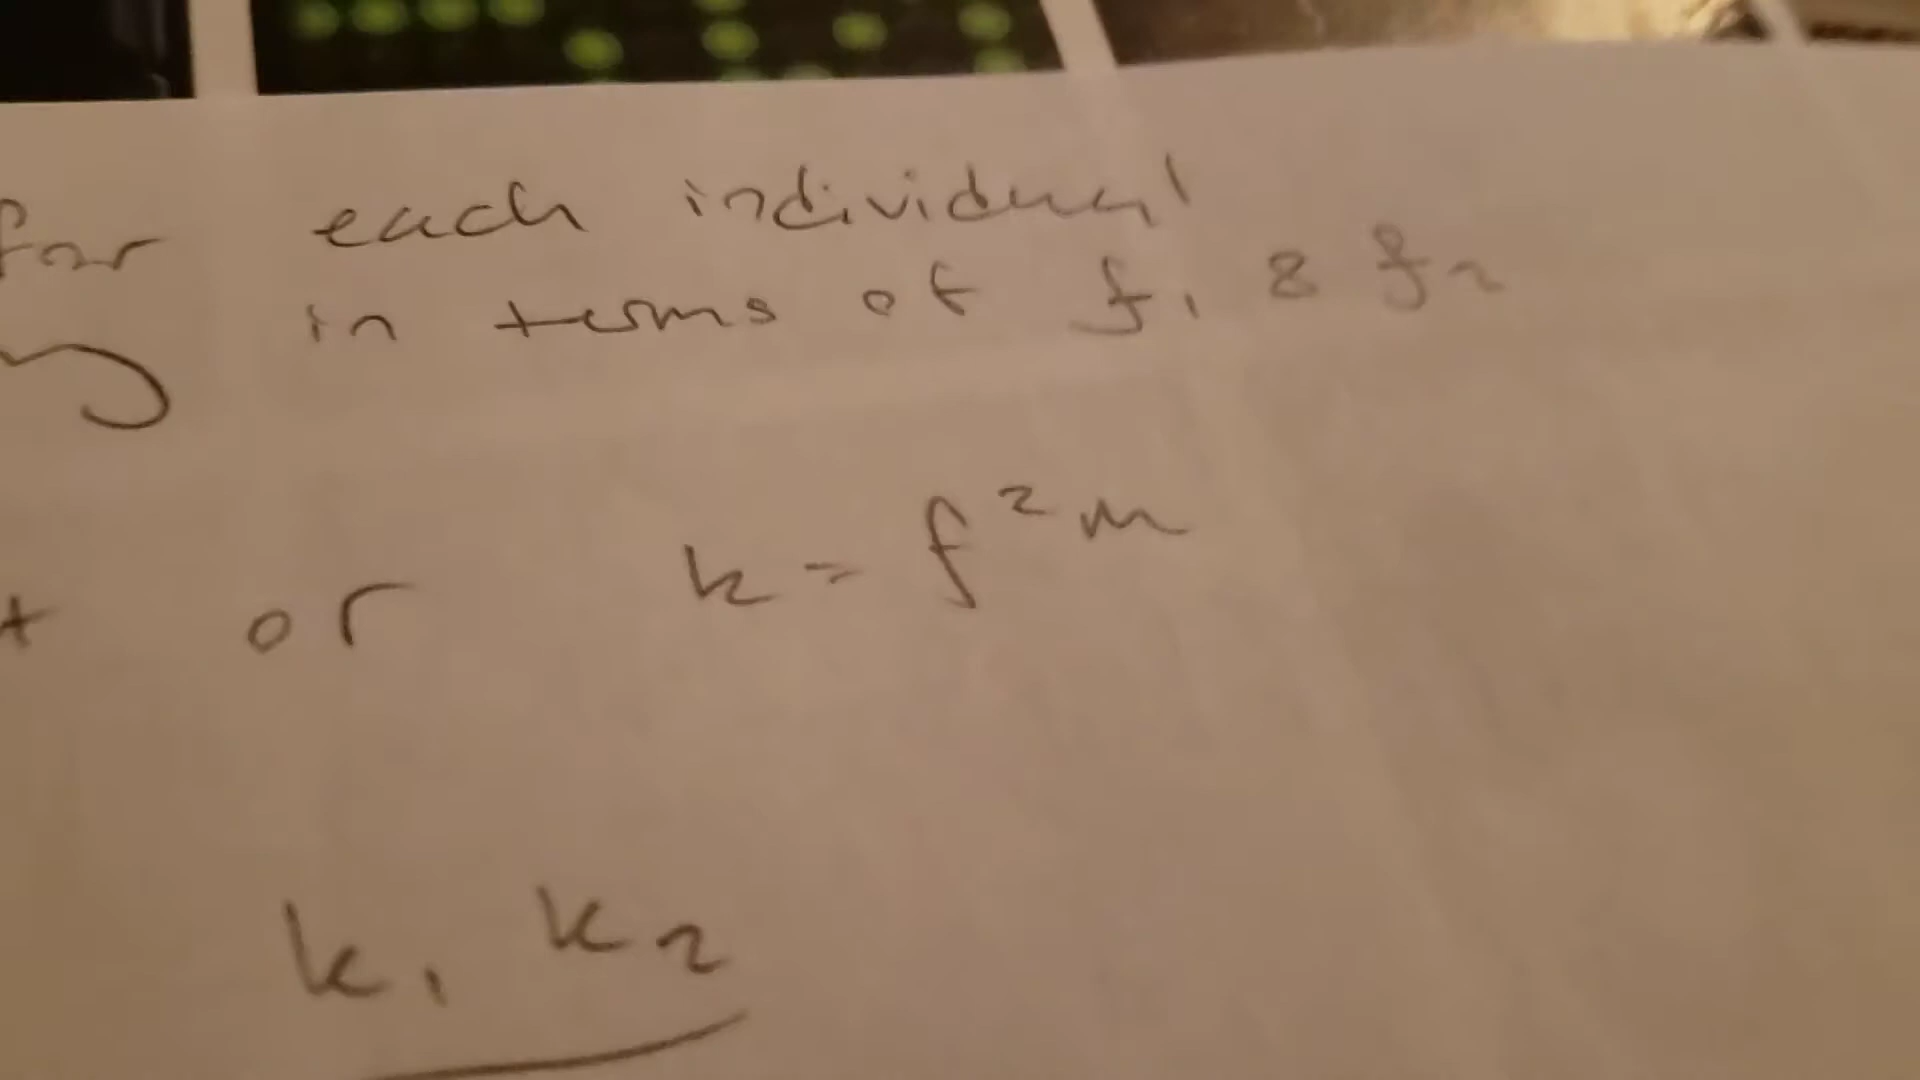 for each individual
in terms of f1 & f2
or k = f²m
k1 k2